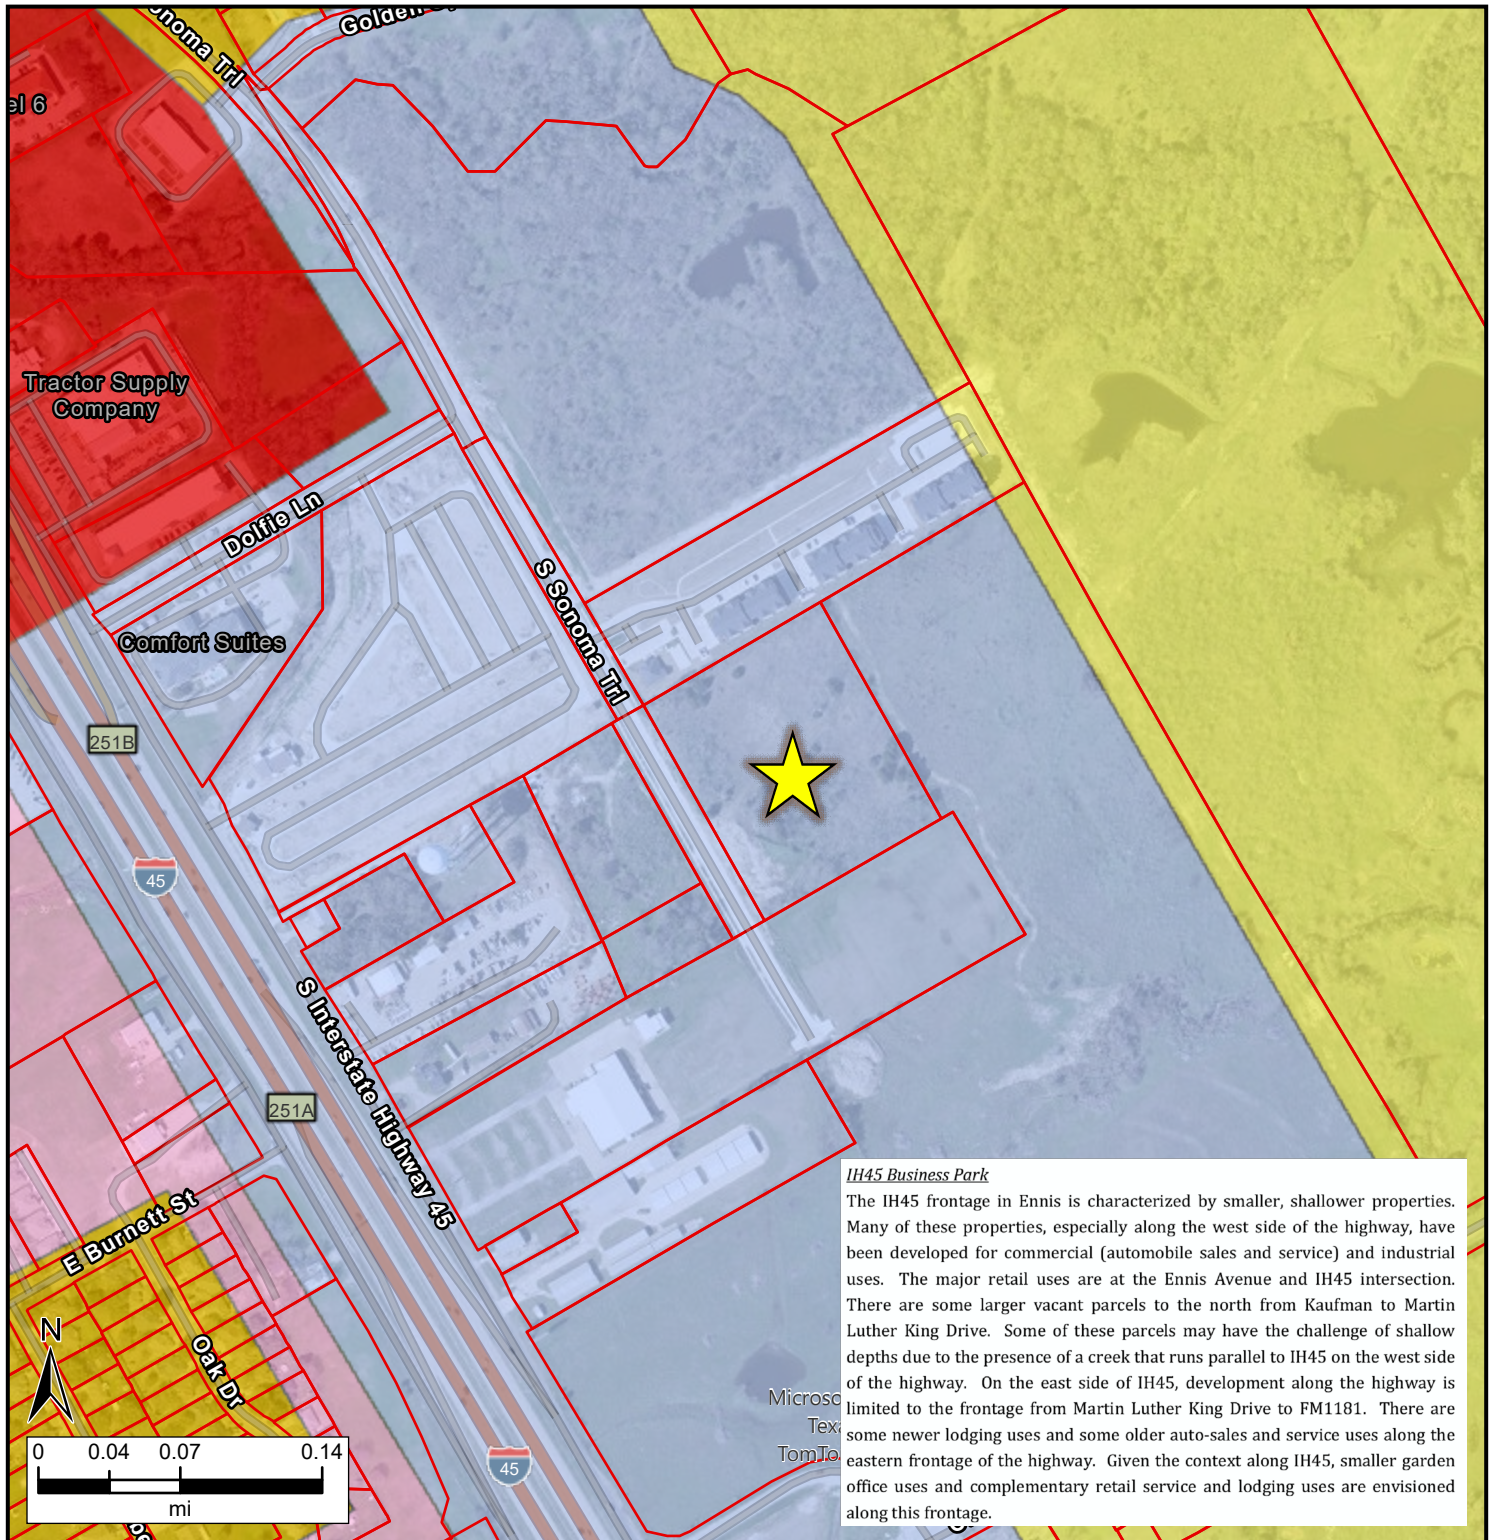 Golden
onoma Trl
el 6
Tractor Supply
Company
Dolfie Ln
S Sonoma Trl
Comfort Suites
251B
45
S Interstate Highway 45
251A
E Burnett St
Oak Dr
N
0 0.04 0.07 0.14
mi
45
Microso
Texa
TomTo
IH45 Business Park
The IH45 frontage in Ennis is characterized by smaller, shallower properties.
Many of these properties, especially along the west side of the highway, have
been developed for commercial (automobile sales and service) and industrial
uses. The major retail uses are at the Ennis Avenue and IH45 intersection.
There are some larger vacant parcels to the north from Kaufman to Martin
Luther King Drive. Some of these parcels may have the challenge of shallow
depths due to the presence of a creek that runs parallel to IH45 on the west side
of the highway. On the east side of IH45, development along the highway is
limited to the frontage from Martin Luther King Drive to FM1181. There are
some newer lodging uses and some older auto-sales and service uses along the
eastern frontage of the highway. Given the context along IH45, smaller garden
office uses and complementary retail service and lodging uses are envisioned
along this frontage.